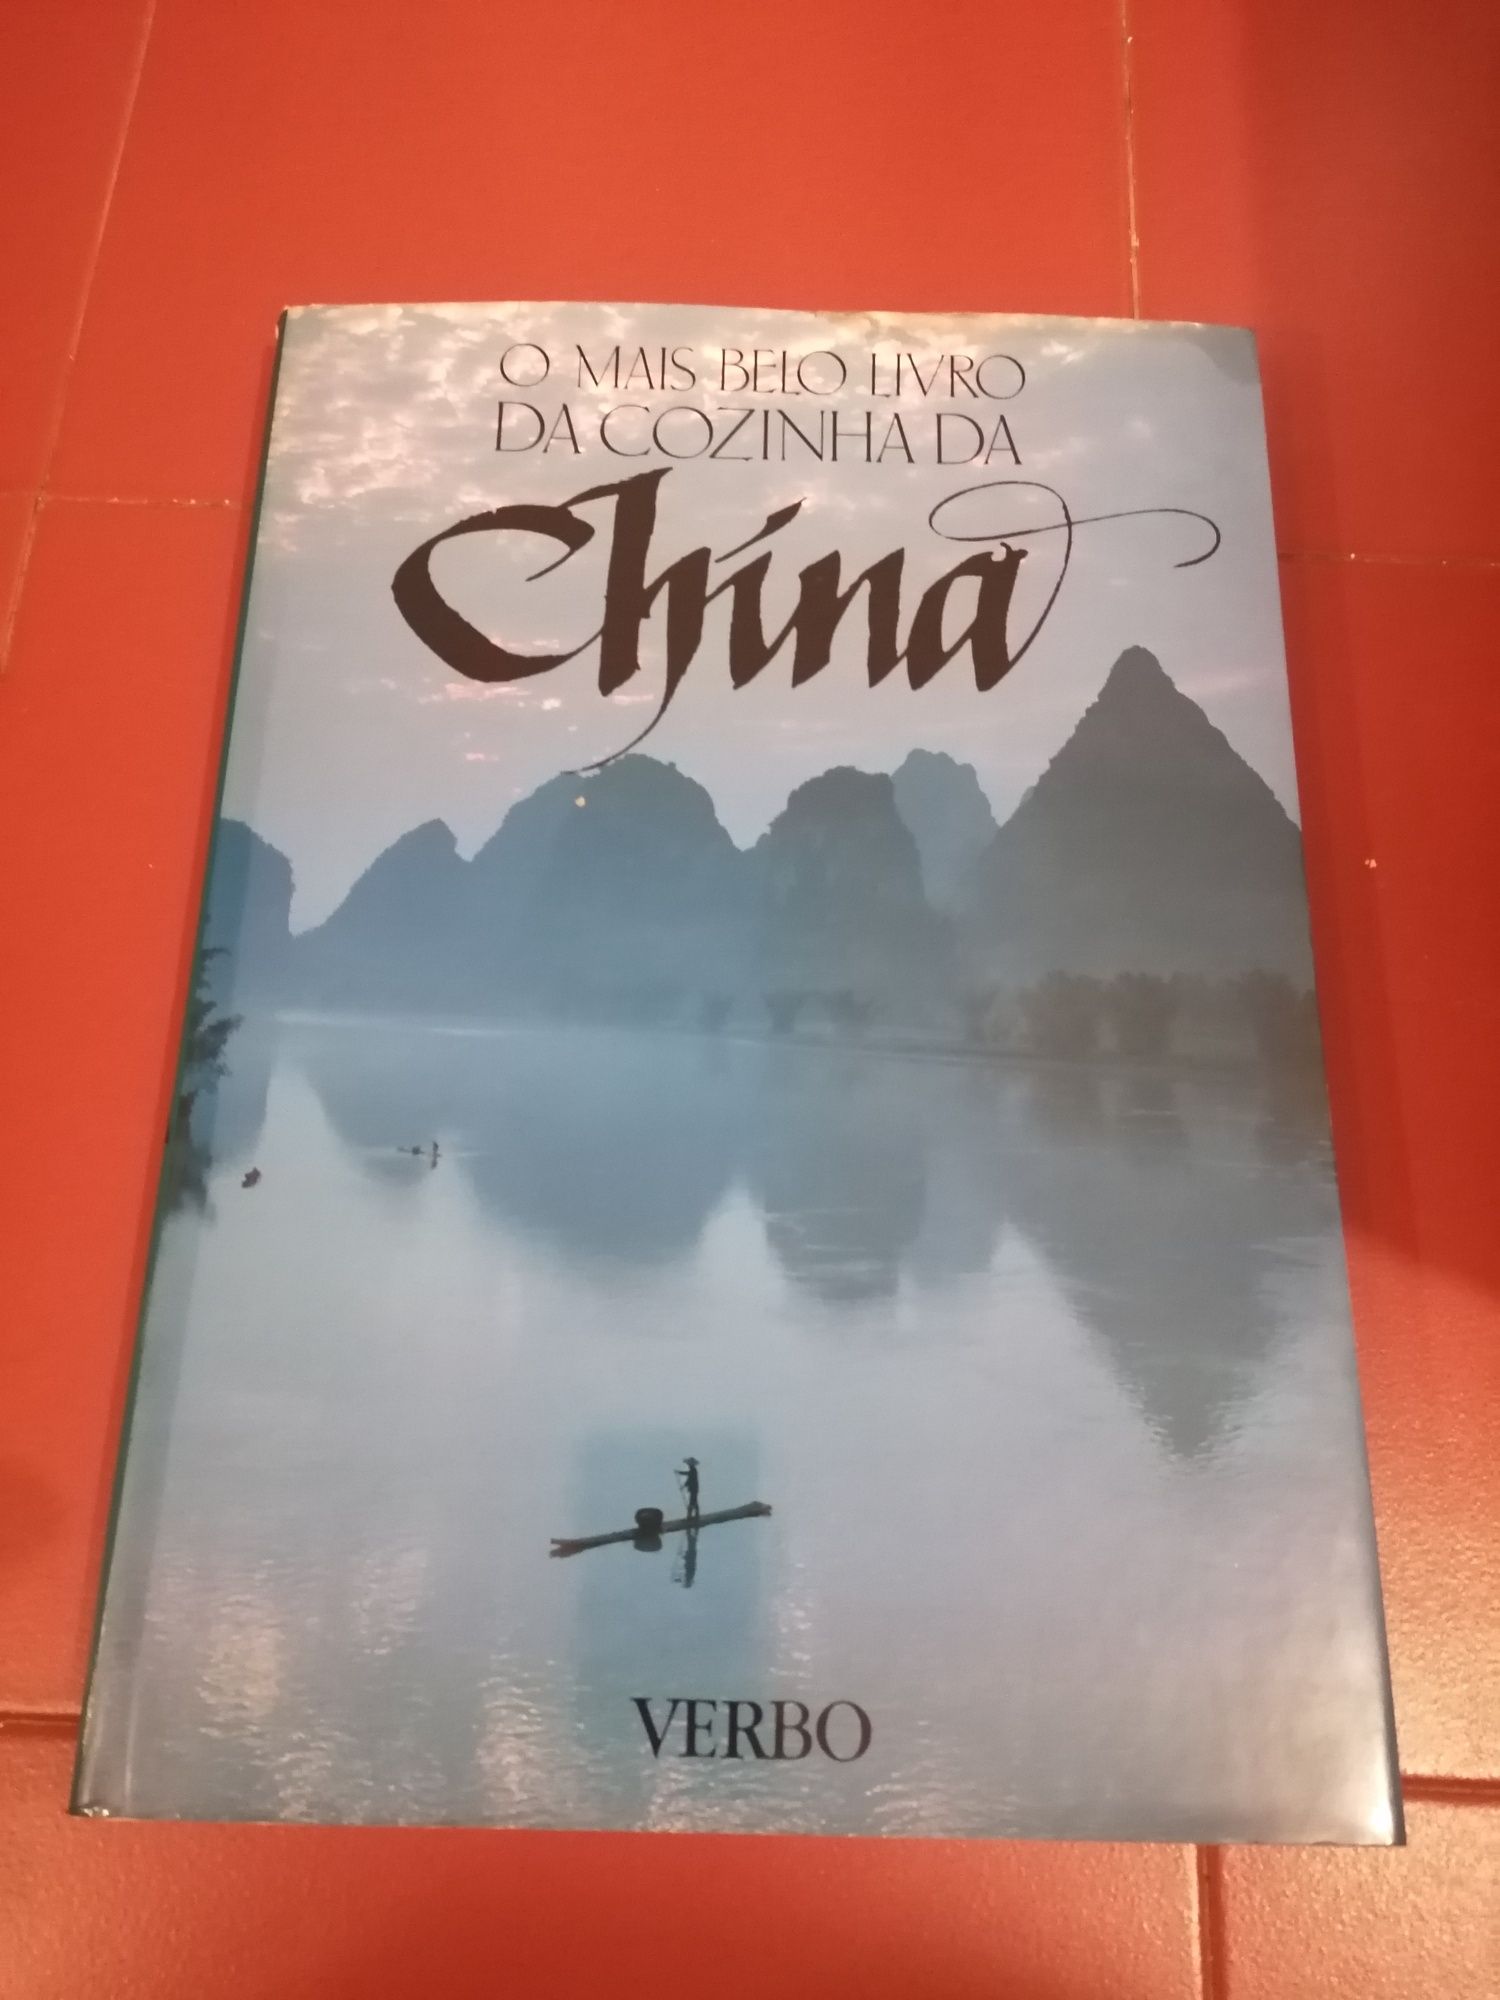 O MAIS BELO LIVRO
DA COZINHA DA
China
VERBO